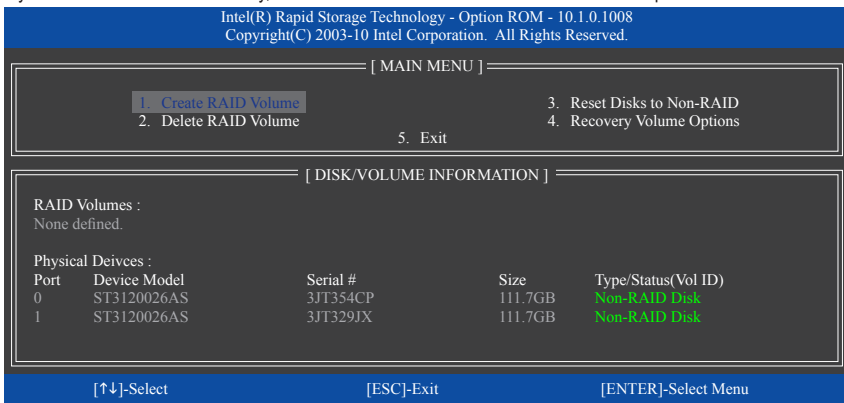 Intel(R) Rapid Storage Technology - Option ROM - 10.1.0.1008
Copyright(C) 2003-10 Intel Corporation. All Rights Reserved.
[ MAIN MENU ]
1. Create RAID Volume 3. Reset Disks to Non-RAID
2. Delete RAID Volume 4. Recovery Volume Options
5. Exit
[ DISK/VOLUME INFORMATION ]
RAID Volumes :
None defined.
Physical Deivces :
Port Device Model Serial # Size Type/Status(Vol ID)
0 ST3120026AS 3JT354CP 111.7GB Non-RAID Disk
1 ST3120026AS 3JT329JX 111.7GB Non-RAID Disk
[↑↓]-Select [ESC]-Exit [ENTER]-Select Menu